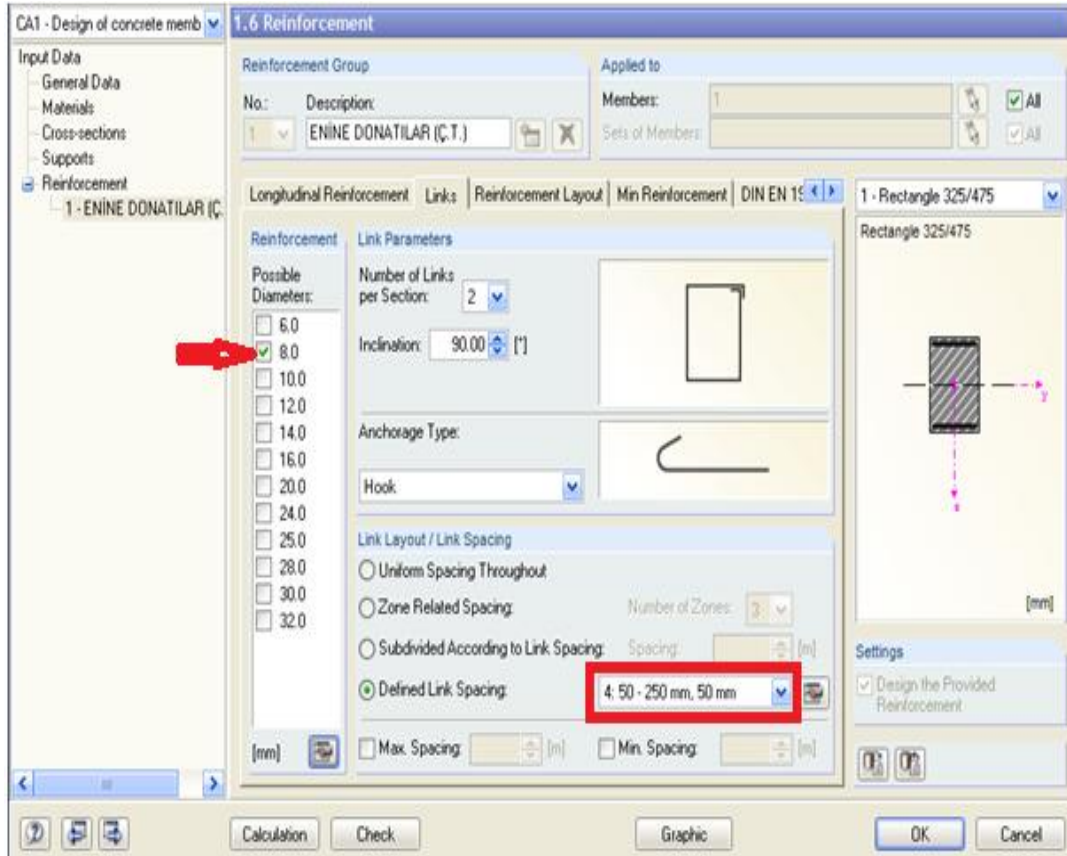 CA1 - Design of concrete memb
1.6 Reinforcement
Input Data
General Data
Materials
Cross-sections
Supports
Reinforcement
1 - ENİNE DONATILAR (Ç.
Reinforcement Group
No.: Description:
1 ENİNE DONATILAR (Ç.T.)
Applied to
Members: 1 All
Sets of Members: All
Longitudinal Reinforcement Links Reinforcement Layout Min Reinforcement DIN EN 19
Reinforcement
Possible
Diameters:
6.0
8.0
10.0
12.0
14.0
16.0
20.0
24.0
25.0
28.0
30.0
32.0
[mm]
Link Parameters
Number of Links
per Section: 2
Inclination: 90.00 [°]
Anchorage Type:
Hook
Link Layout / Link Spacing
Uniform Spacing Throughout
Zone Related Spacing: Number of Zones: 3
Subdivided According to Link Spacing: Spacing: [m]
Defined Link Spacing: 4: 50 - 250 mm, 50 mm
Max. Spacing: [m] Min. Spacing: [m]
1 - Rectangle 325/475
Rectangle 325/475
y
[mm]
Settings
Design the Provided
Reinforcement
Calculation Check Graphic OK Cancel